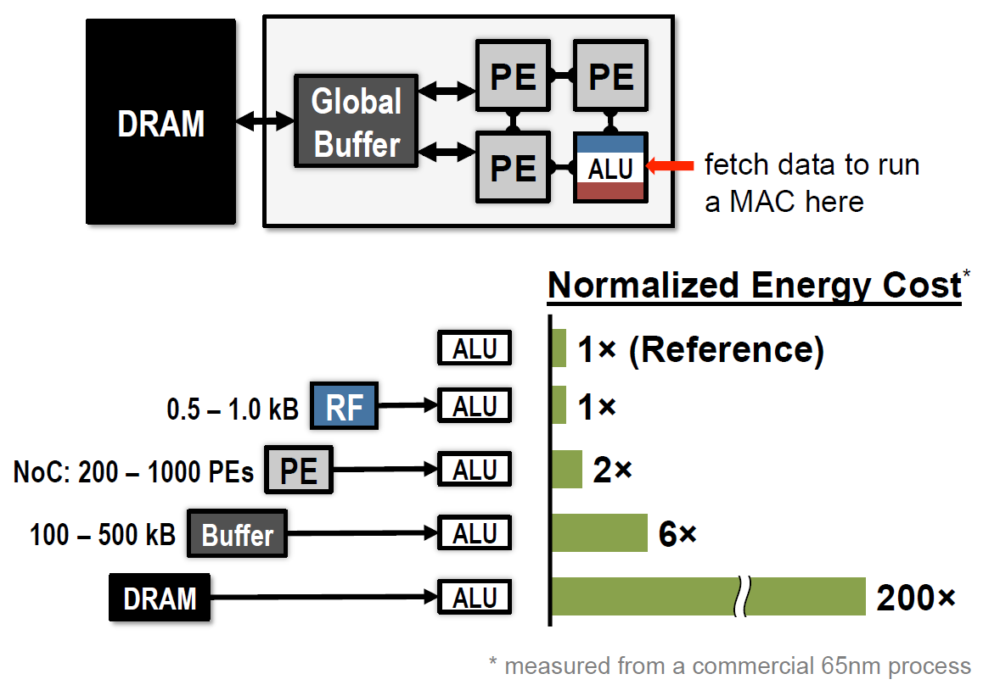 DRAM
Global
Buffer
PE
PE
PE
ALU
fetch data to run
a MAC here
Normalized Energy Cost*
ALU
1× (Reference)
0.5 – 1.0 kB
RF
ALU
1×
NoC: 200 – 1000 PEs
PE
ALU
2×
100 – 500 kB
Buffer
ALU
6×
DRAM
ALU
200×
* measured from a commercial 65nm process